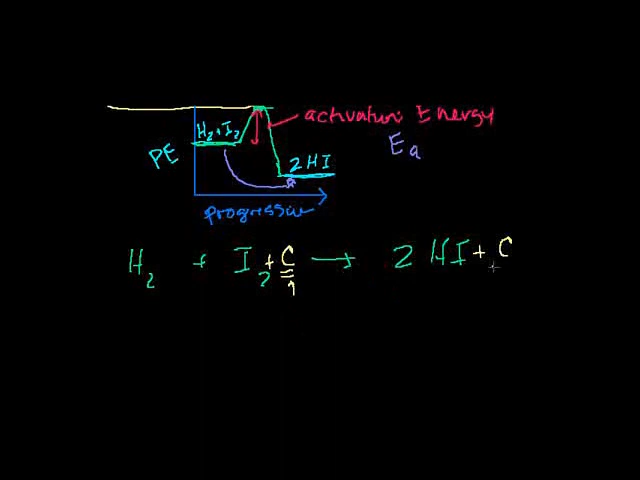 activation Energy
H2 + I2
PE
Ea
2HI
progression
H2 + I2 + C → 2 HI + C